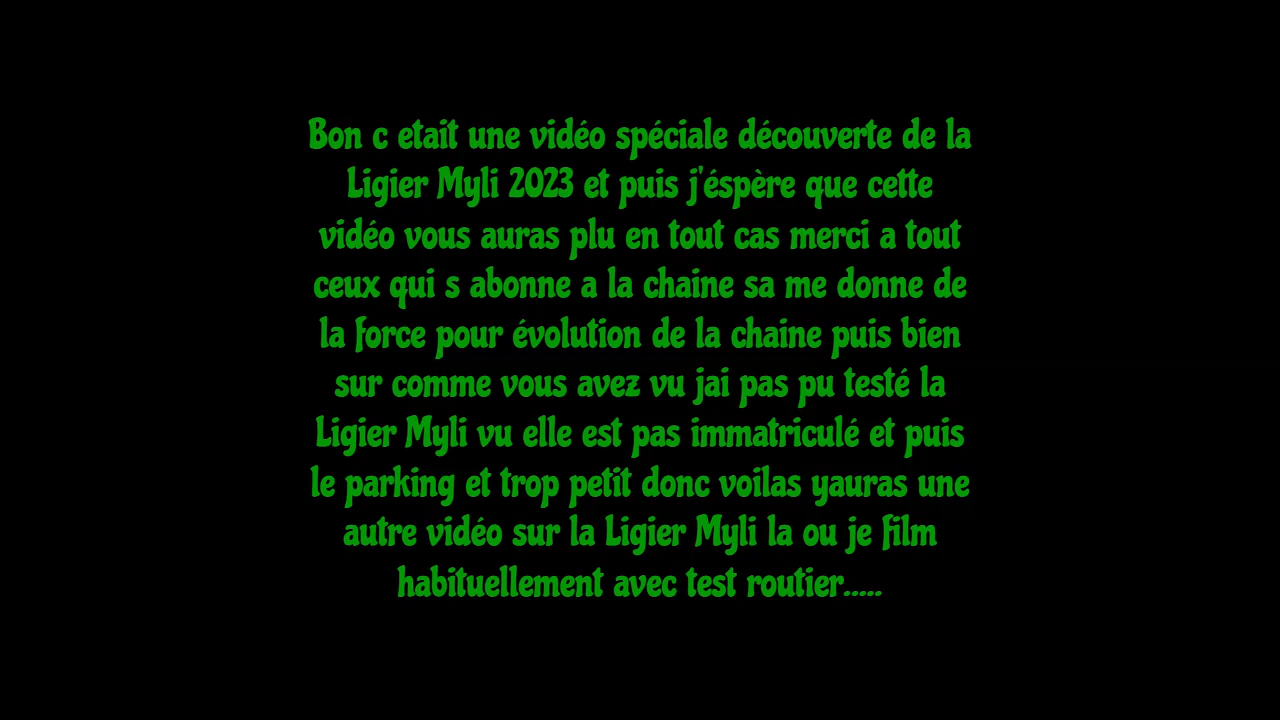 Bon c etait une vidéo spéciale découverte de la
Ligier Myli 2023 et puis j'éspère que cette
vidéo vous auras plu en tout cas merci a tout
ceux qui s abonne a la chaine sa me donne de
la force pour évolution de la chaine puis bien
sur comme vous avez vu jai pas pu testé la
Ligier Myli vu elle est pas immatriculé et puis
le parking et trop petit donc voilas yauras une
autre vidéo sur la Ligier Myli la ou je film
habituellement avec test routier.....